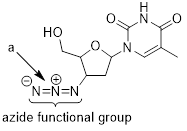 O
a
HO
NH
O
N
O
⊖ ⊕
N=N=N
azide functional group